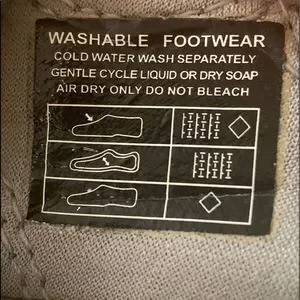 WASHABLE FOOTWEAR
COLD WATER WASH SEPARATELY
GENTLE CYCLE LIQUID OR DRY SOAP
AIR DRY ONLY DO NOT BLEACH